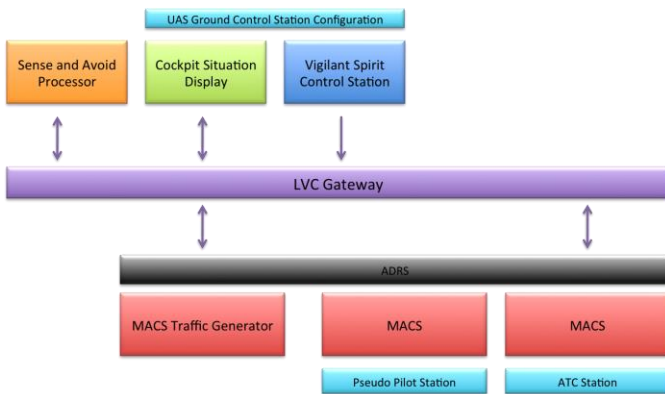 UAS Ground Control Station Configuration
Sense and Avoid
Processor
Cockpit Situation
Display
Vigilant Spirit
Control Station
LVC Gateway
ADRS
MACS Traffic Generator
MACS
MACS
Pseudo Pilot Station
ATC Station